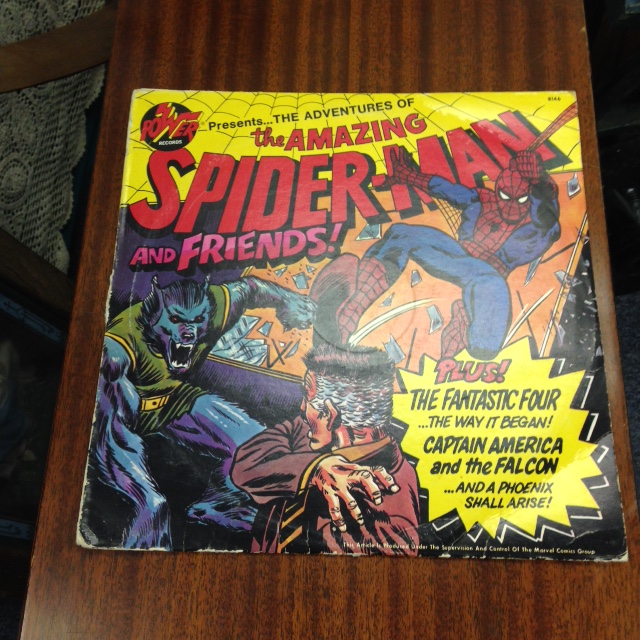 POWER
RECORDS
8146
Presents...THE ADVENTURES OF
the AMAZING
SPIDER-MAN
AND FRIENDS!
PLUS!
THE FANTASTIC FOUR
...THE WAY IT BEGAN!
CAPTAIN AMERICA
and the FALCON
...AND A PHOENIX
SHALL ARISE!
This Article Is Produced Under The Supervision And Control Of The Marvel Comics Group